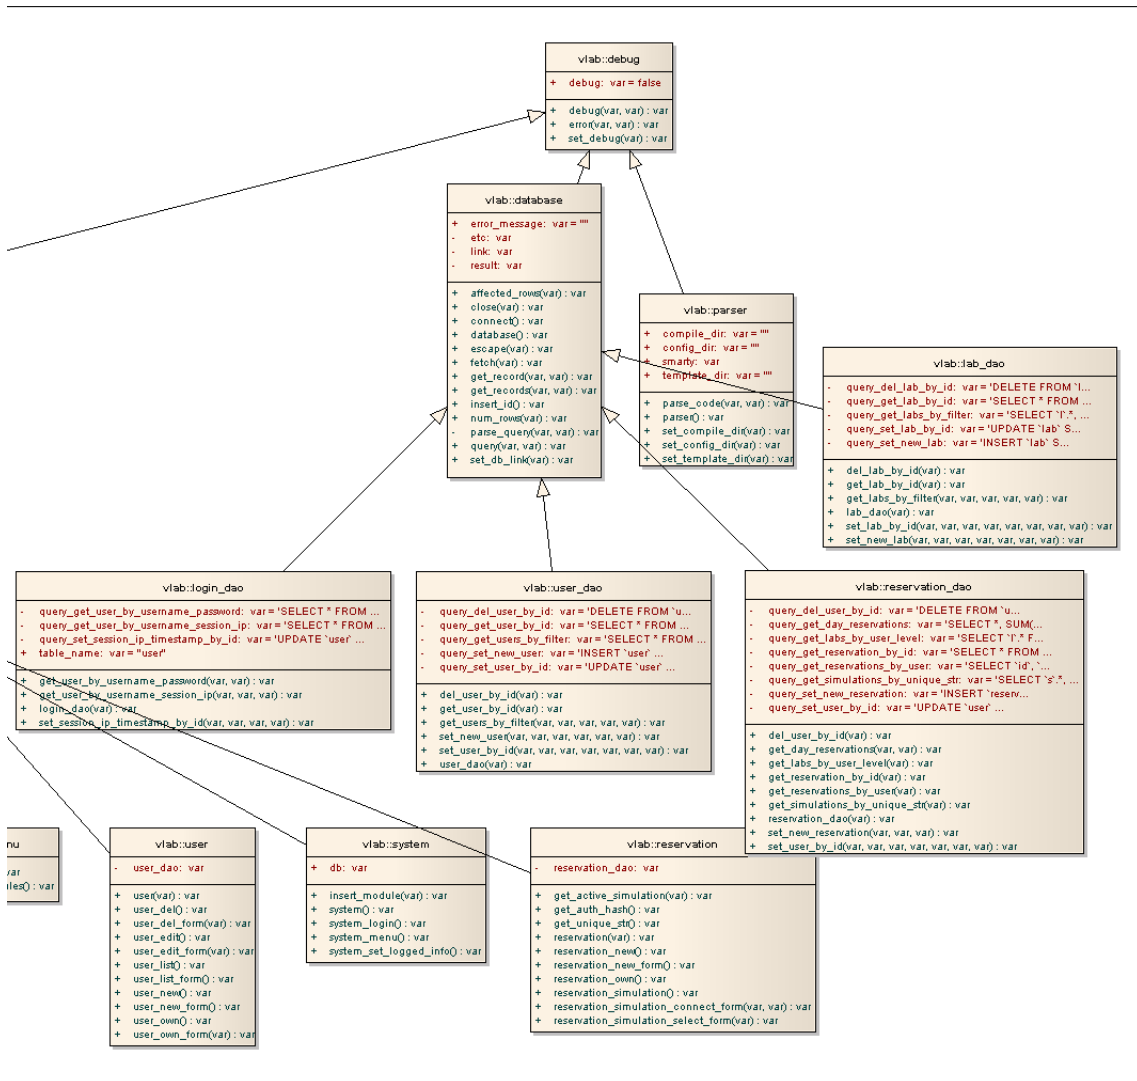 vlab::debug
+ debug: var = false
+ debug(var, var) : var
+ error(var, var) : var
+ set_debug(var) : var
vlab::database
+ error_message: var = ""
- etc: var
- link: var
- result: var
+ affected_rows(var) : var
+ close(var) : var
+ connect() : var
+ database() : var
+ escape(var) : var
+ fetch(var) : var
+ get_record(var, var) : var
+ get_records(var, var) : var
+ insert_id() : var
+ num_rows(var) : var
- parse_query(var, var) : var
+ query(var, var) : var
+ set_db_link(var) : var
vlab::parser
+ compile_dir: var = ""
+ config_dir: var = ""
+ smarty: var
+ template_dir: var = ""
+ parse_code(var, var) : var
+ parser() : var
+ set_compile_dir(var) : var
+ set_config_dir(var) : var
+ set_template_dir(var) : var
vlab::lab_dao
- query_del_lab_by_id: var = 'DELETE FROM `l...
- query_get_lab_by_id: var = 'SELECT * FROM ...
- query_get_labs_by_filter: var = 'SELECT `l`.*, ...
- query_set_lab_by_id: var = 'UPDATE `lab` S...
- query_set_new_lab: var = 'INSERT `lab` S...
+ del_lab_by_id(var) : var
+ get_lab_by_id(var) : var
+ get_labs_by_filter(var, var, var, var, var) : var
+ lab_dao(var) : var
+ set_lab_by_id(var, var, var, var, var, var, var, var) : var
+ set_new_lab(var, var, var, var, var, var, var) : var
vlab::login_dao
- query_get_user_by_username_password: var = 'SELECT * FROM ...
- query_get_user_by_username_session_ip: var = 'SELECT * FROM ...
- query_set_session_ip_timestamp_by_id: var = 'UPDATE `user` ...
+ table_name: var = "user"
+ get_user_by_username_password(var, var, var) : var
+ get_user_by_username_session_ip(var, var, var) : var
+ login_dao(var) : var
+ set_session_ip_timestamp_by_id(var, var, var, var) : var
vlab::user_dao
- query_del_user_by_id: var = 'DELETE FROM `u...
- query_get_user_by_id: var = 'SELECT * FROM ...
- query_get_users_by_filter: var = 'SELECT * FROM ...
- query_set_new_user: var = 'INSERT `user` ...
- query_set_user_by_id: var = 'UPDATE `user` ...
+ del_user_by_id(var) : var
+ get_user_by_id(var) : var
+ get_users_by_filter(var, var, var, var, var) : var
+ set_new_user(var, var, var, var, var, var) : var
+ set_user_by_id(var, var, var, var, var, var, var) : var
+ user_dao(var) : var
vlab::reservation_dao
- query_del_user_by_id: var = 'DELETE FROM `u...
- query_get_day_reservations: var = 'SELECT *, SUM(...
- query_get_labs_by_user_level: var = 'SELECT `l`.* F...
- query_get_reservation_by_id: var = 'SELECT * FROM ...
- query_get_reservations_by_user: var = 'SELECT `id`, `...
- query_get_simulations_by_unique_str: var = 'SELECT `s`.*, ...
- query_set_new_reservation: var = 'INSERT `reserv...
- query_set_user_by_id: var = 'UPDATE `user` ...
+ del_user_by_id(var) : var
+ get_day_reservations(var, var) : var
+ get_labs_by_user_level(var) : var
+ get_reservation_by_id(var) : var
+ get_reservations_by_user(var) : var
+ get_simulations_by_unique_str(var) : var
+ reservation_dao(var) : var
+ set_new_reservation(var, var, var) : var
+ set_user_by_id(var, var, var, var, var, var, var) : var
nu
var
ules() : var
vlab::user
- user_dao: var
+ user(var) : var
+ user_del() : var
+ user_del_form(var) : var
+ user_edit() : var
+ user_edit_form(var) : var
+ user_list() : var
+ user_list_form() : var
+ user_new() : var
+ user_new_form() : var
+ user_own() : var
+ user_own_form(var) : var
vlab::system
+ db: var
+ insert_module(var) : var
+ system() : var
+ system_login() : var
+ system_menu() : var
+ system_set_logged_info() : var
vlab::reservation
- reservation_dao: var
+ get_active_simulation(var) : var
+ get_auth_hash() : var
+ get_unique_str() : var
+ reservation(var) : var
+ reservation_new() : var
+ reservation_new_form() : var
+ reservation_own() : var
+ reservation_simulation() : var
+ reservation_simulation_connect_form(var, var) : var
+ reservation_simulation_select_form(var) : var